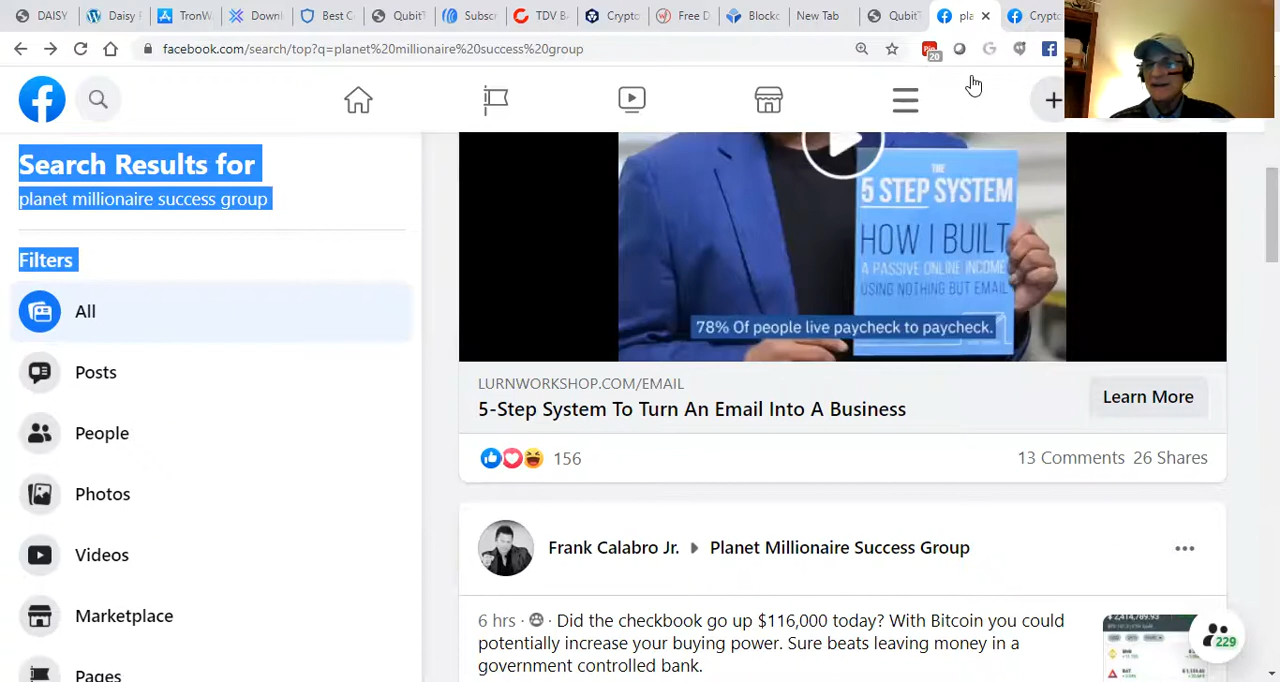 DAISY
Daisy F
TronW
Downl
Best C
QubiT
Subsc
TDV B
Crypto
Free D
Blockc
New Tab
QubiT
pla
Crypto
facebook.com/search/top?q=planet%20millionaire%20success%20group
20
Search Results for
planet millionaire success group
Filters
All
Posts
People
Photos
Videos
Marketplace
Pages
THE
5 STEP SYSTEM
HOW I BUILT
A PASSIVE ONLINE INCOME
USING NOTHING BUT EMAIL
78% Of people live paycheck to paycheck.
LURNWORKSHOP.COM/EMAIL
5-Step System To Turn An Email Into A Business
Learn More
156
13 Comments 26 Shares
Frank Calabro Jr. Planet Millionaire Success Group
6 hrs · Did the checkbook go up $116,000 today? With Bitcoin you could
potentially increase your buying power. Sure beats leaving money in a
government controlled bank.
229